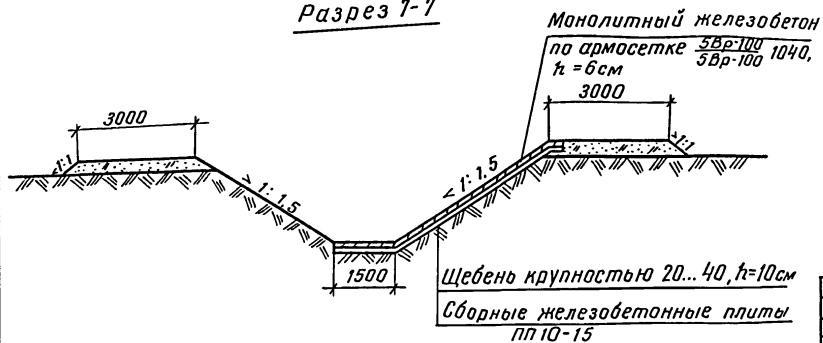 Разрез 1-1
Монолитный железобетон
по армосетке 5Вр-100/5Вр-100 1040,
h=6см
3000
3000
1:1
1:1
> 1:1,5
< 1:1,5
1500
Щебень крупностью 20...40, h=10см
Сборные железобетонные плиты
ПП10-15